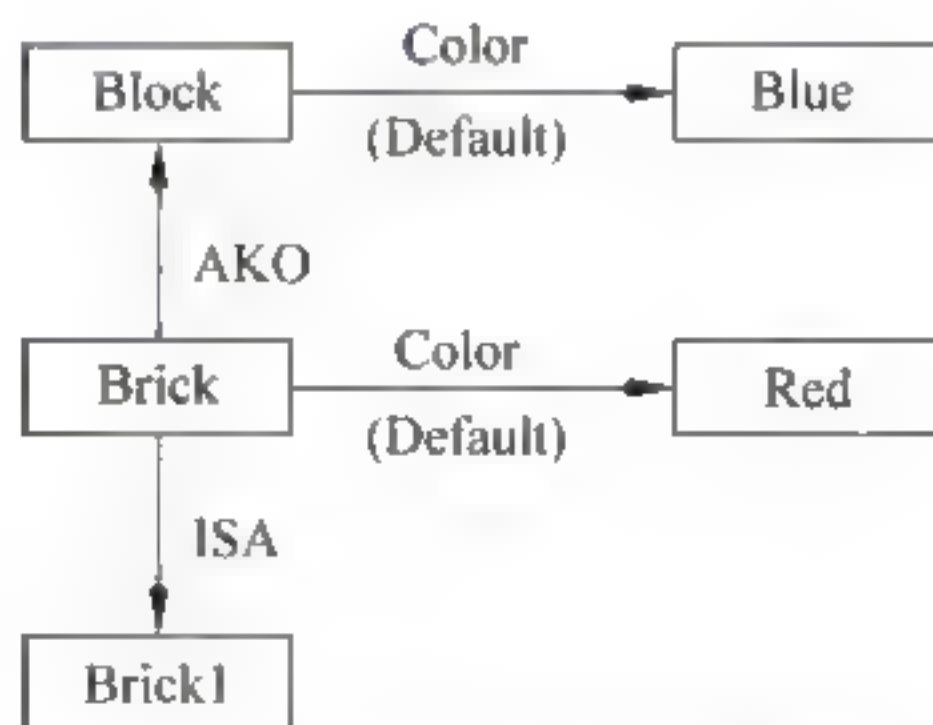 Block
Color
(Default)
Blue
AKO
Brick
Color
(Default)
Red
ISA
Brick1